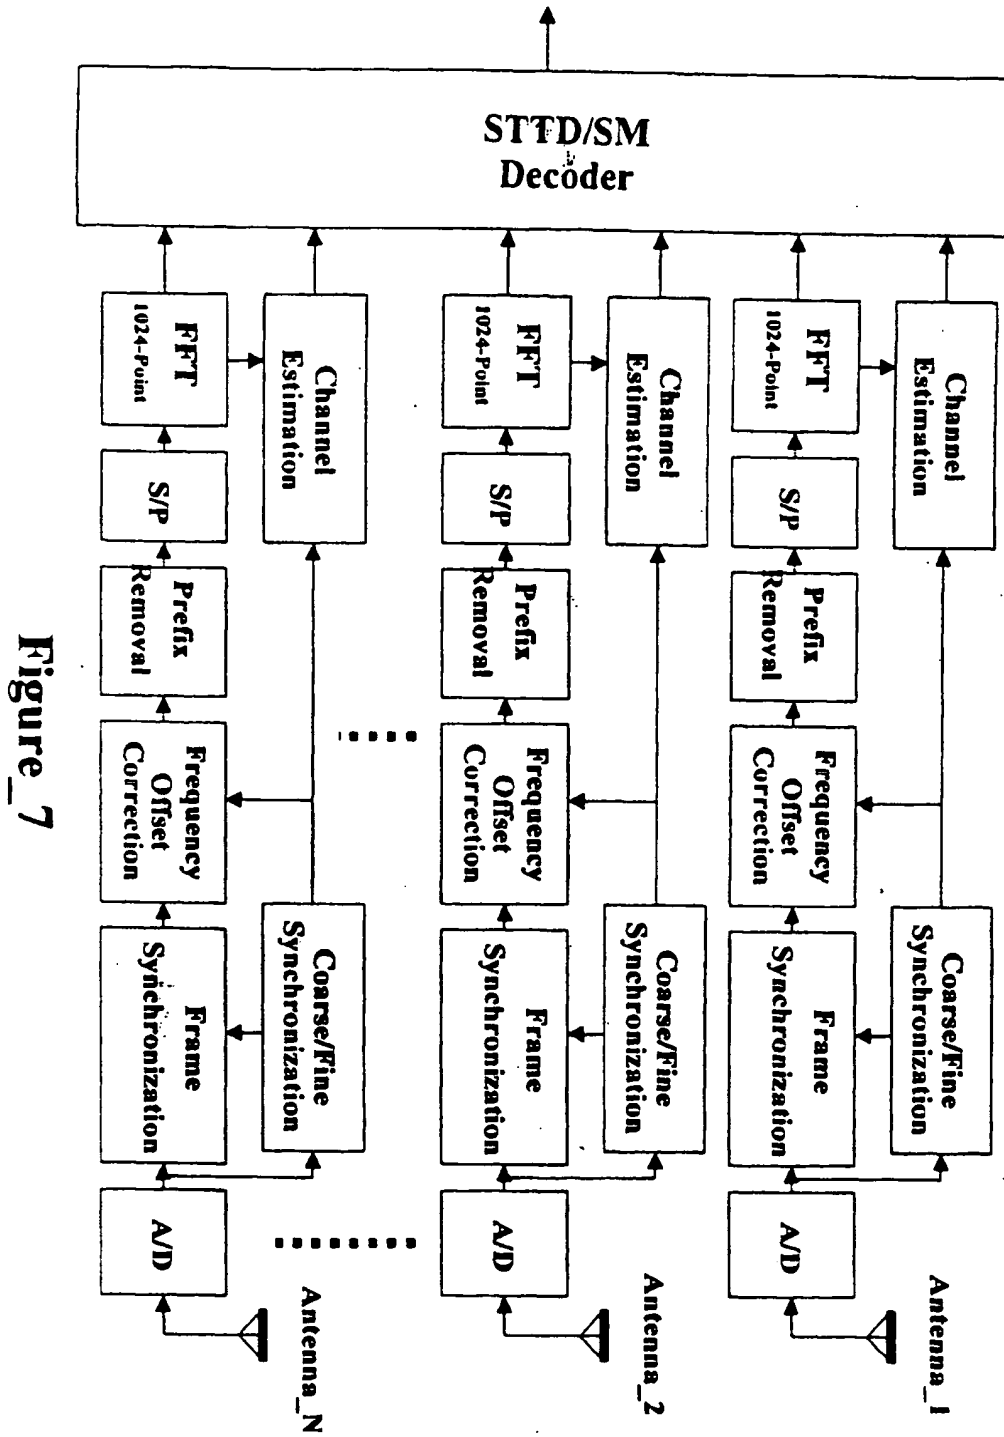 STTD/SM
Decoder
Channel
Estimation
FFT
1024-Point
S/P
Prefix
Removal
Frequency
Offset
Correction
Coarse/Fine
Synchronization
Frame
Synchronization
A/D
Antenna_1
Channel
Estimation
FFT
1024-Point
S/P
Prefix
Removal
Frequency
Offset
Correction
Coarse/Fine
Synchronization
Frame
Synchronization
A/D
Antenna_2
Channel
Estimation
FFT
1024-Point
S/P
Prefix
Removal
Frequency
Offset
Correction
Coarse/Fine
Synchronization
Frame
Synchronization
A/D
Antenna_N
Figure_7